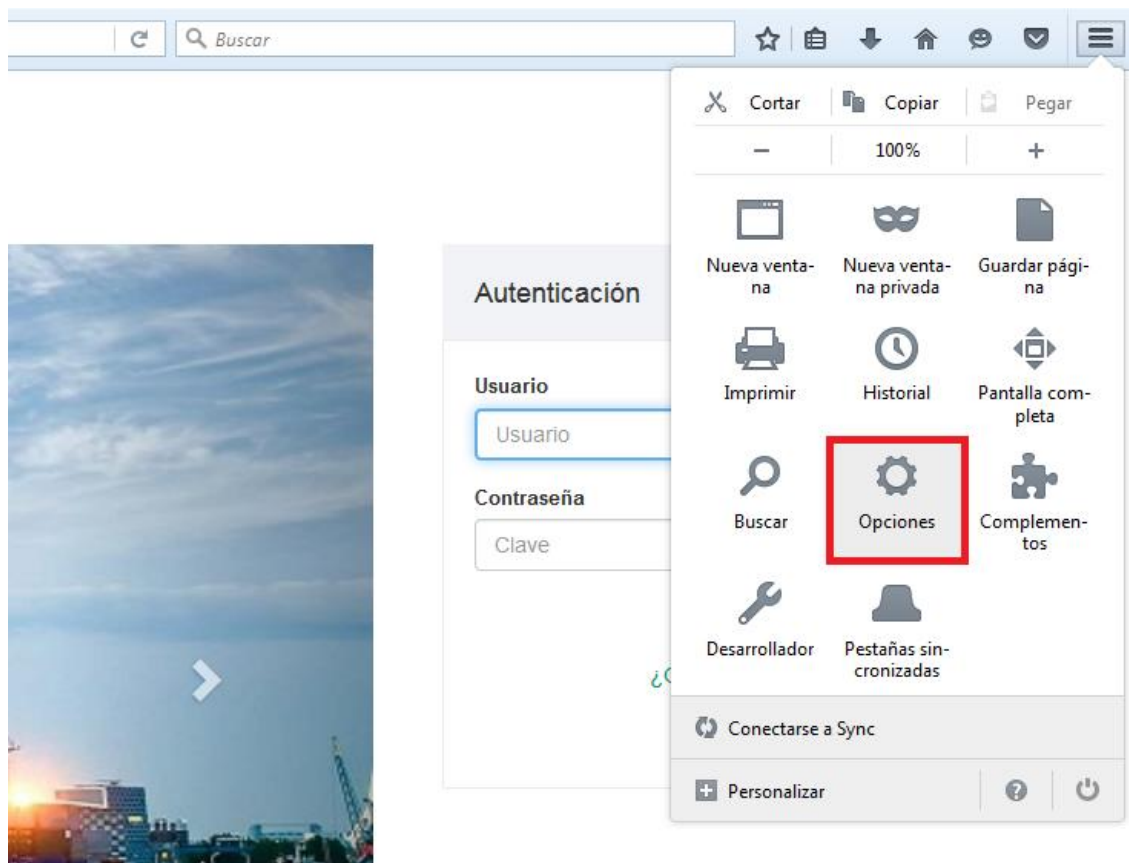 Buscar
Cortar
Copiar
Pegar
100%
Nueva venta-
na
Nueva venta-
na privada
Guardar pági-
na
Autenticación
Imprimir
Historial
Pantalla com-
pleta
Usuario
Usuario
Contraseña
Clave
Buscar
Opciones
Complemen-
tos
Desarrollador
Pestañas sin-
cronizadas
Conectarse a Sync
Personalizar